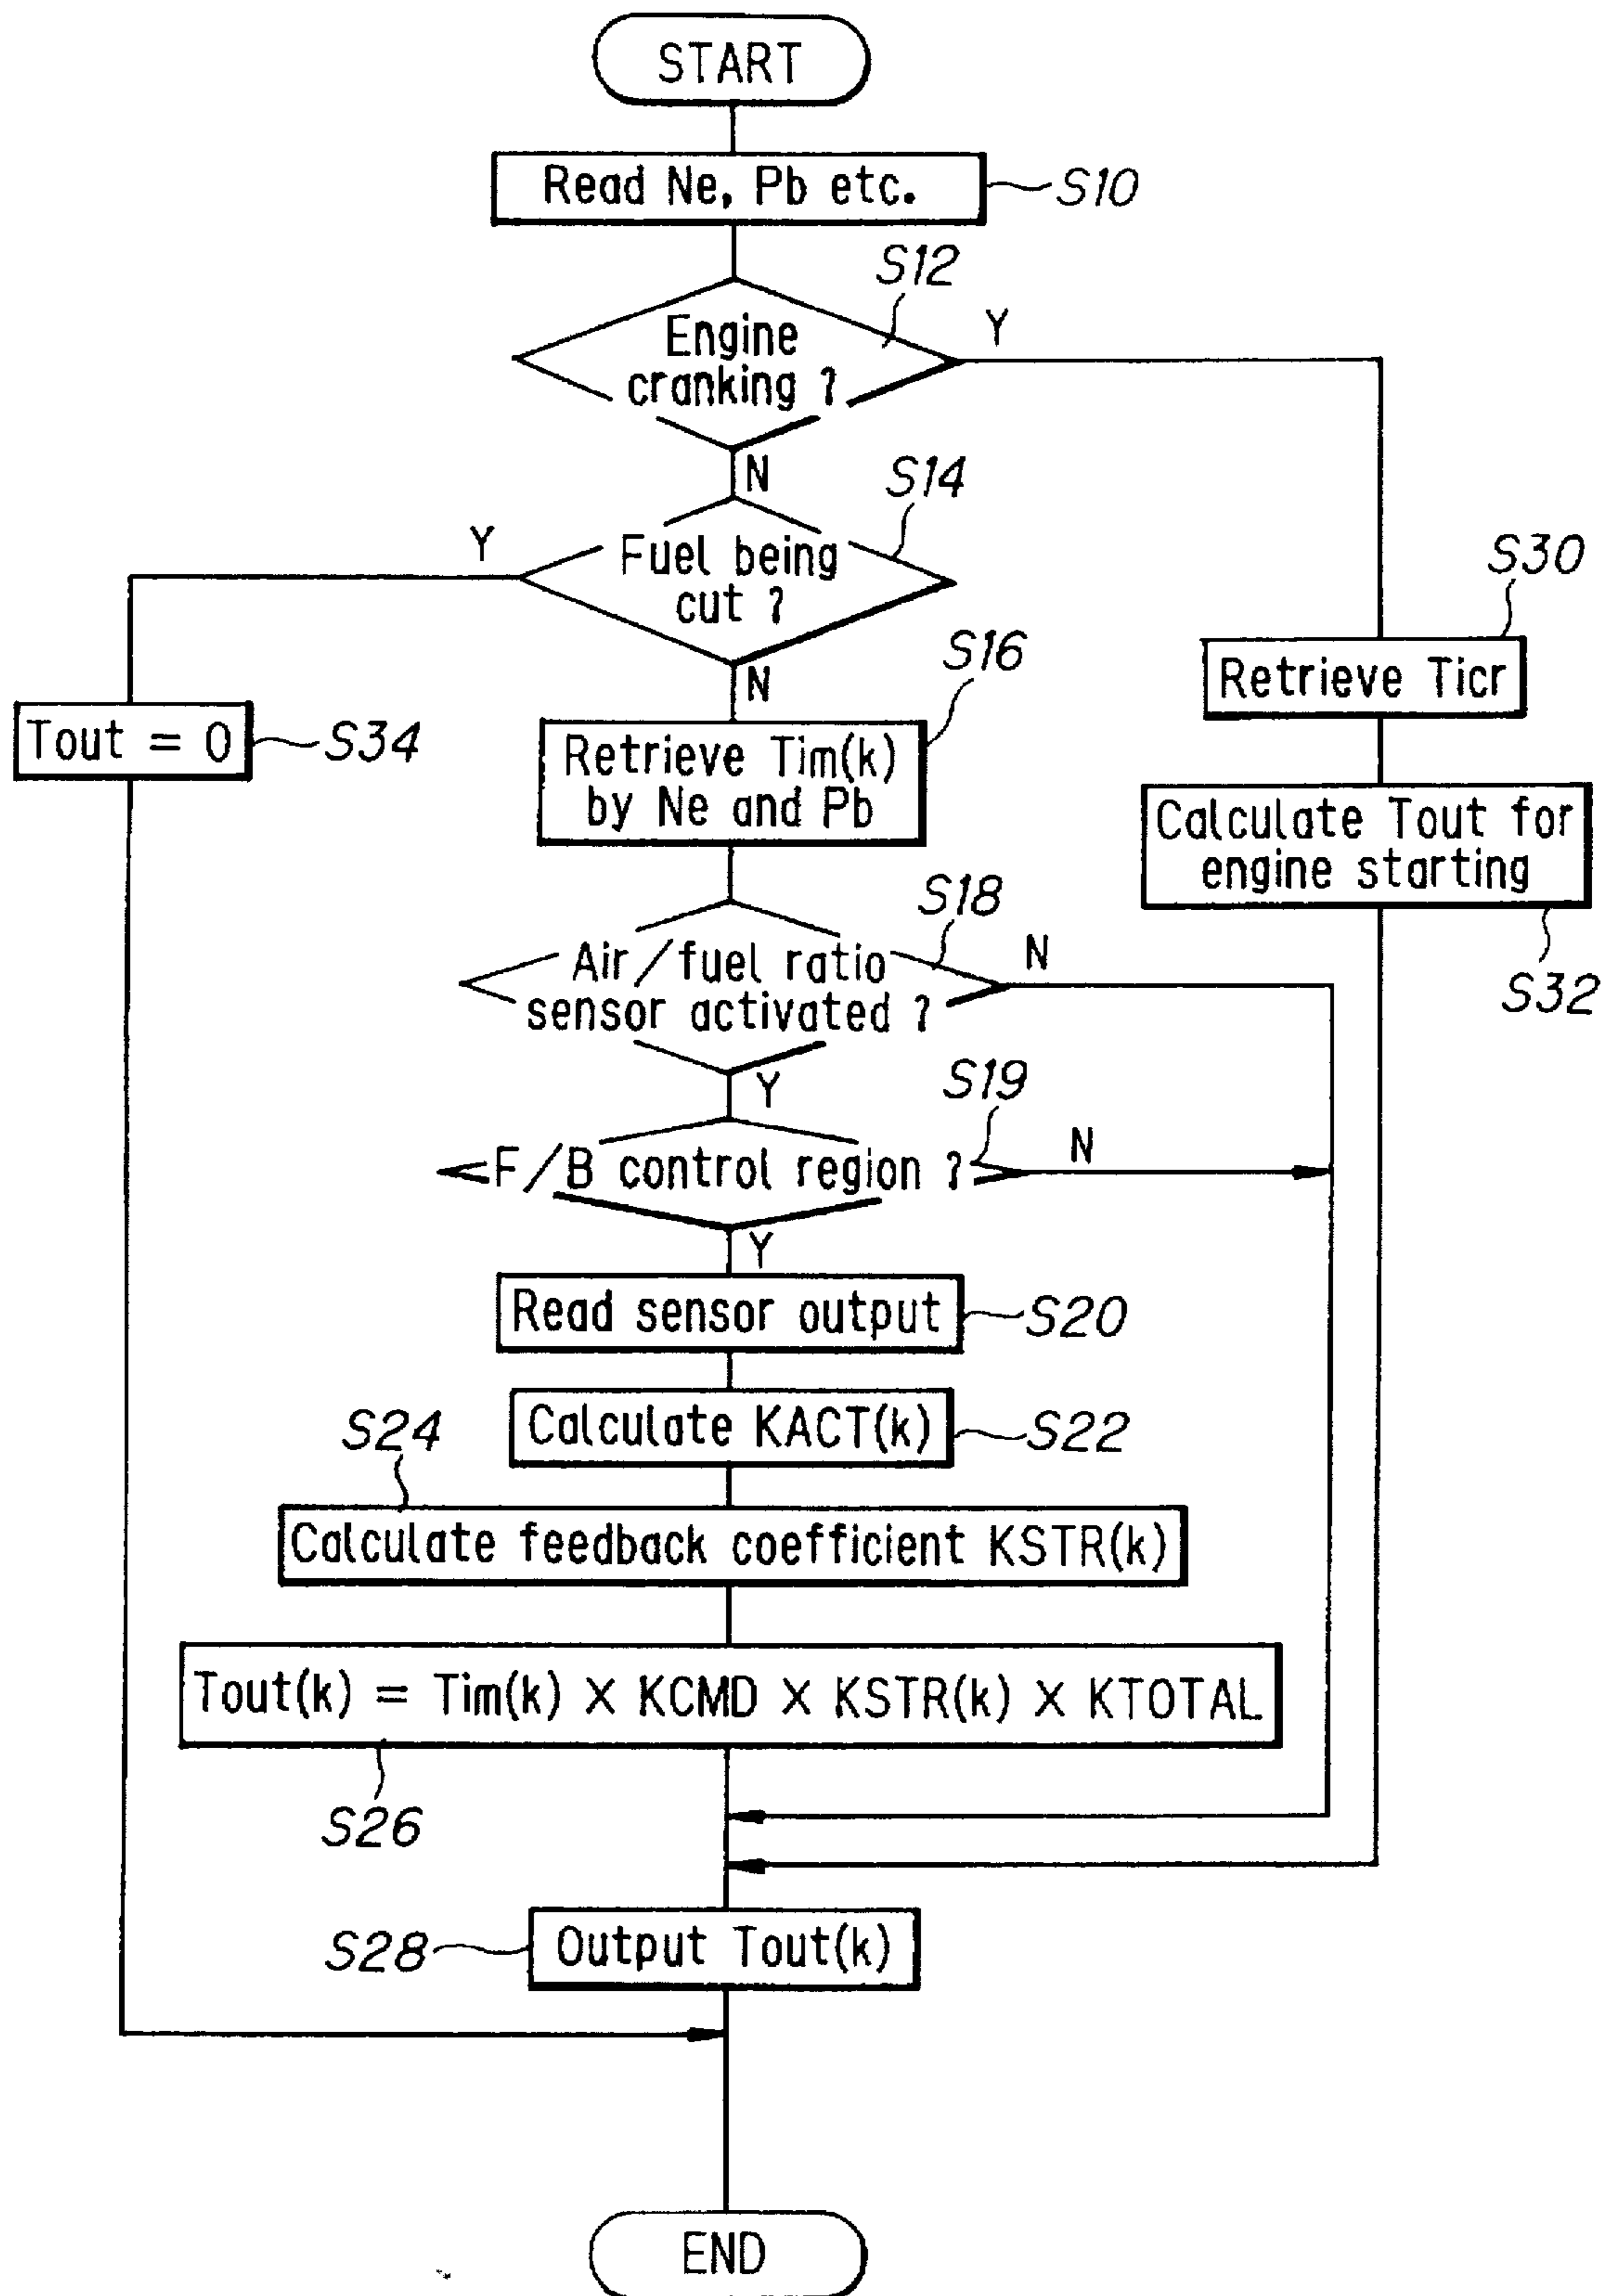 START
Read Ne, Pb etc.
S10
S12
Engine
cranking ?
Y
N
S14
Y
Fuel being
cut ?
N
S30
Retrieve Ticr
S16
Tout = 0
S34
Retrieve Tim(k)
by Ne and Pb
Calculate Tout for
engine starting
S32
S18
Air/fuel ratio
sensor activated ?
N
Y
S19
F/B control region ?
N
Y
Read sensor output
S20
Calculate KACT(k)
S22
S24
Calculate feedback coefficient KSTR(k)
Tout(k) = Tim(k) X KCMD X KSTR(k) X KTOTAL
S26
S28
Output Tout(k)
END